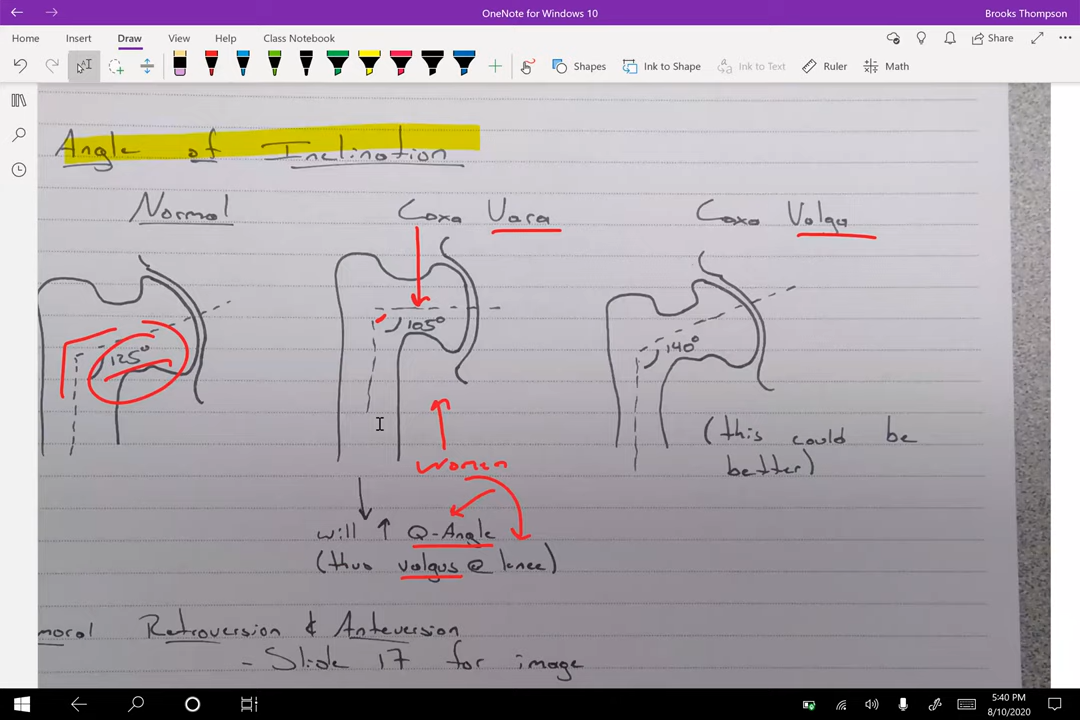 OneNote for Windows 10
Brooks Thompson
Home Insert Draw View Help Class Notebook Share
Shapes Ink to Shape Ink to Text Ruler Math
Angle of Inclination
Normal Coxa Vara Coxa Valga
125° 105° 140°
Women
(this could be
better)
will ↑ Q-Angle
(thus valgus @ knee)
moral Retroversion & Anteversion
- Slide 17 for image
5:40 PM
8/10/2020